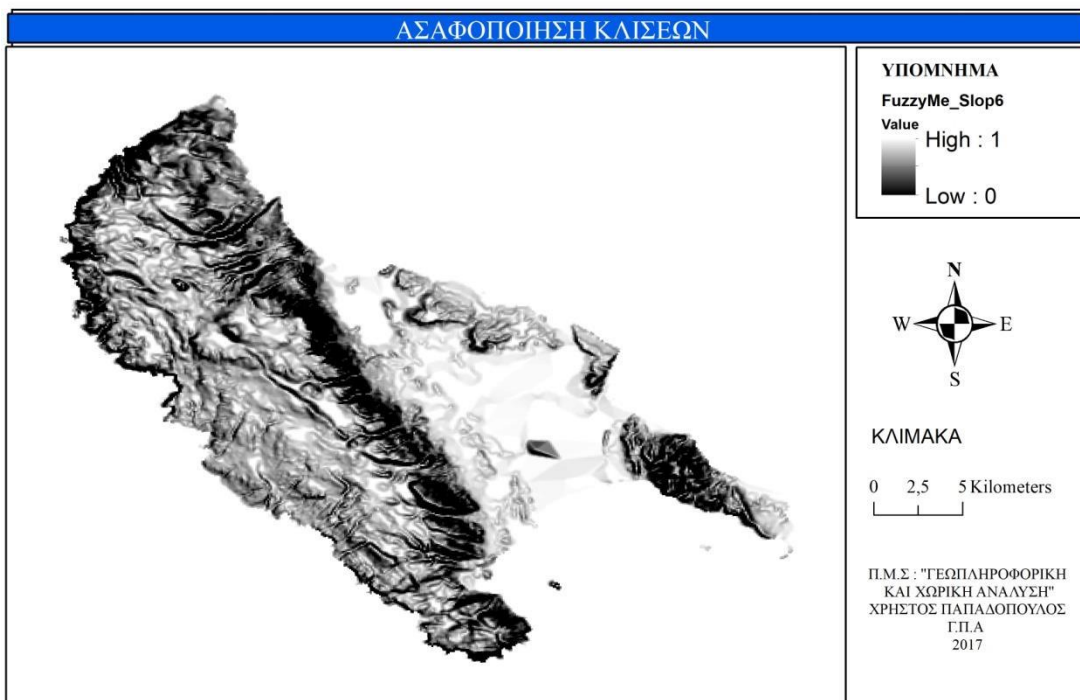 ΑΣΑΦΟΠΟΙΗΣΗ ΚΛΙΣΕΩΝ
ΥΠΟΜΝΗΜΑ
FuzzyMe_Slop6
Value
High : 1
Low : 0
N
W E
S
ΚΛΙΜΑΚΑ
0 2,5 5 Kilometers
Π.Μ.Σ : "ΓΕΩΠΛΗΡΟΦΟΡΙΚΗ
ΚΑΙ ΧΩΡΙΚΗ ΑΝΑΛΥΣΗ"
ΧΡΗΣΤΟΣ ΠΑΠΑΔΟΠΟΥΛΟΣ
Γ.Π.Α
2017